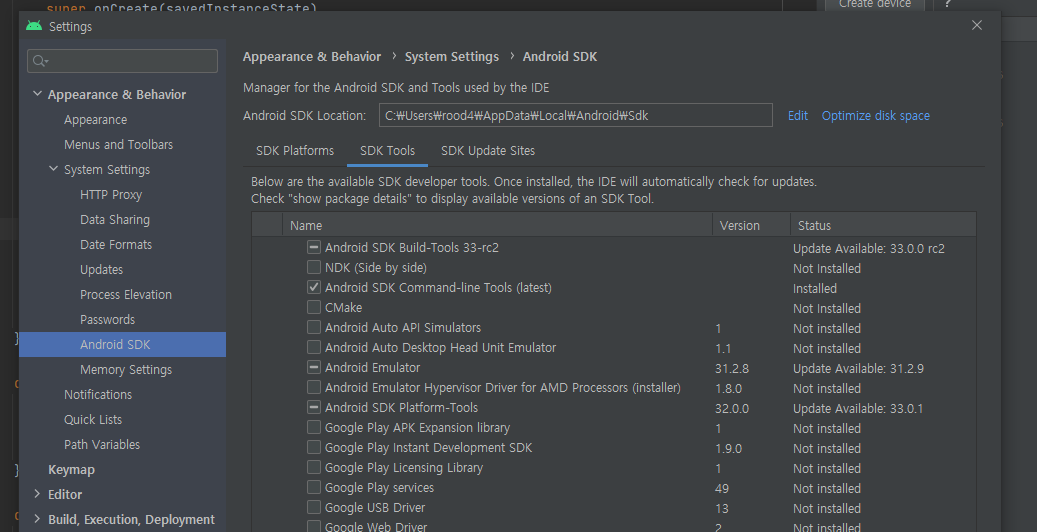 super.onCreate(savedInstanceState)
Create device
?
Settings
Appearance & Behavior
Appearance
Menus and Toolbars
System Settings
HTTP Proxy
Data Sharing
Date Formats
Updates
Process Elevation
Passwords
Android SDK
Memory Settings
Notifications
Quick Lists
Path Variables
Keymap
Editor
Build, Execution, Deployment
Appearance & Behavior › System Settings › Android SDK
Manager for the Android SDK and Tools used by the IDE
Android SDK Location: C:₩Users₩rood4₩AppData₩Local₩Android₩Sdk Edit Optimize disk space
SDK Platforms SDK Tools SDK Update Sites
Below are the available SDK developer tools. Once installed, the IDE will automatically check for updates.
Check "show package details" to display available versions of an SDK Tool.
Name Version Status
Android SDK Build-Tools 33-rc2 Update Available: 33.0.0 rc2
NDK (Side by side) Not Installed
Android SDK Command-line Tools (latest) Installed
CMake Not Installed
Android Auto API Simulators 1 Not installed
Android Auto Desktop Head Unit Emulator 1.1 Not installed
Android Emulator 31.2.8 Update Available: 31.2.9
Android Emulator Hypervisor Driver for AMD Processors (installer) 1.8.0 Not installed
Android SDK Platform-Tools 32.0.0 Update Available: 33.0.1
Google Play APK Expansion library 1 Not installed
Google Play Instant Development SDK 1.9.0 Not installed
Google Play Licensing Library 1 Not installed
Google Play services 49 Not installed
Google USB Driver 13 Not installed
Google Web Driver 2 Not installed